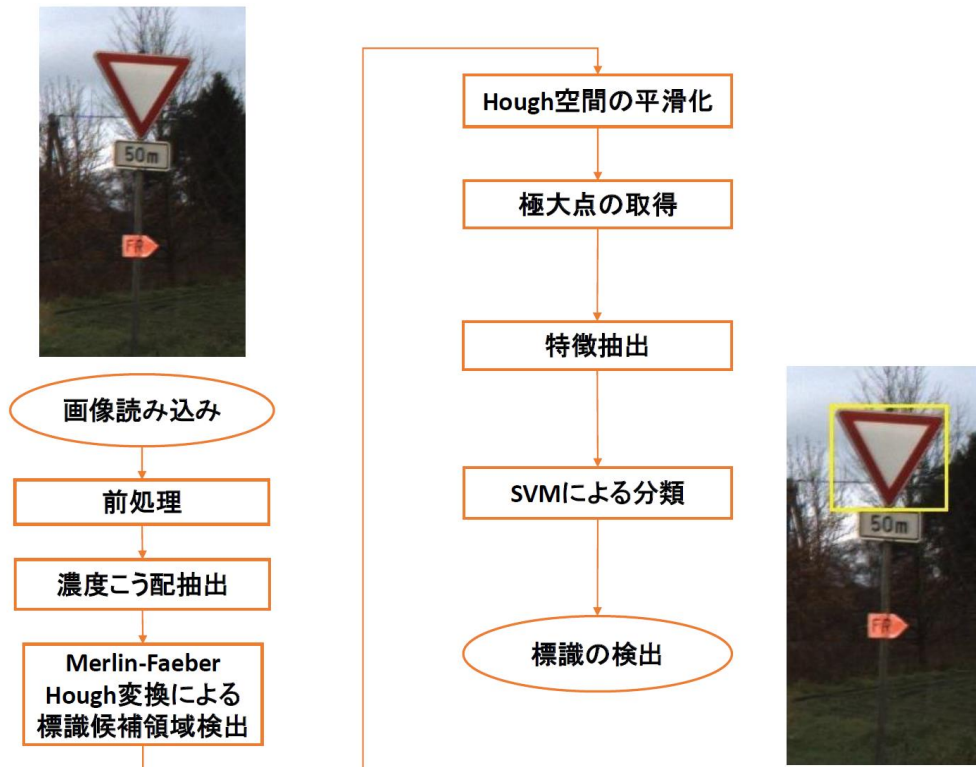 50m
FR
画像読み込み
前処理
濃度こう配抽出
Merlin-Faeber
Hough変換による
標識候補領域検出
Hough空間の平滑化
極大点の取得
特徴抽出
SVMによる分類
標識の検出
50m
FR